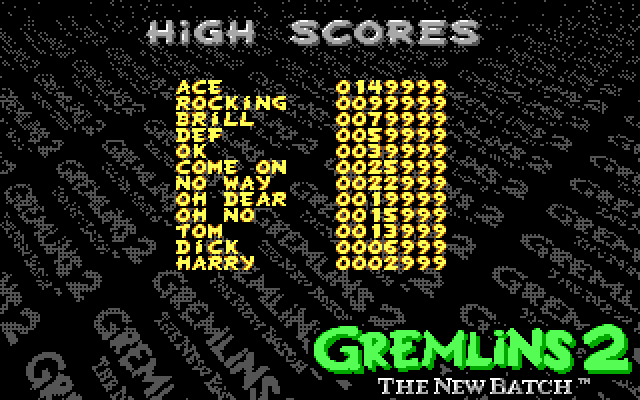 HiGH SCORES
ACE 0149999
ROCKiNG 0099999
BRiLL 0079999
DEF 0059999
OK 0039999
COME ON 0025999
NO WAY 0022999
OH DEAR 0019999
OH NO 0015999
TOM 0013999
DiCK 0006999
HARRY 0002999
GREMLiNS 2
THE NEW BATCH™